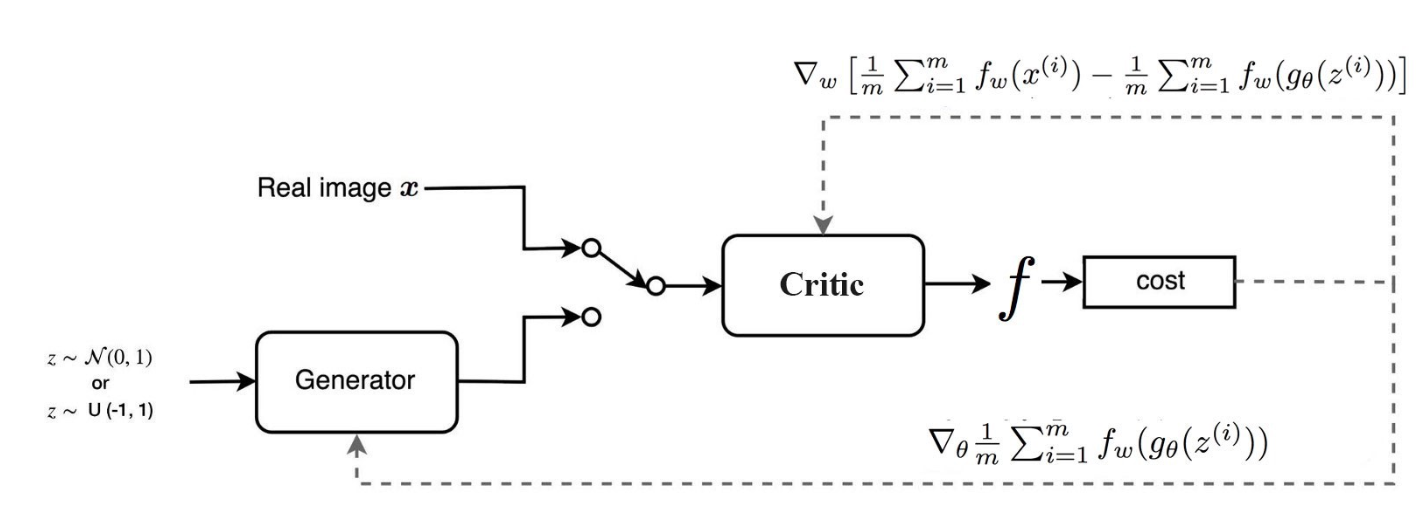 ∇_w [1/m ∑_{i=1}^{m} f_w(x^{(i)}) − 1/m ∑_{i=1}^{m} f_w(g_θ(z^{(i)}))]
Real image x
Critic
f
cost
z ~ 𝒩(0, 1)
or
z ~ U (-1, 1)
Generator
∇_θ 1/m ∑_{i=1}^{m} f_w(g_θ(z^{(i)}))